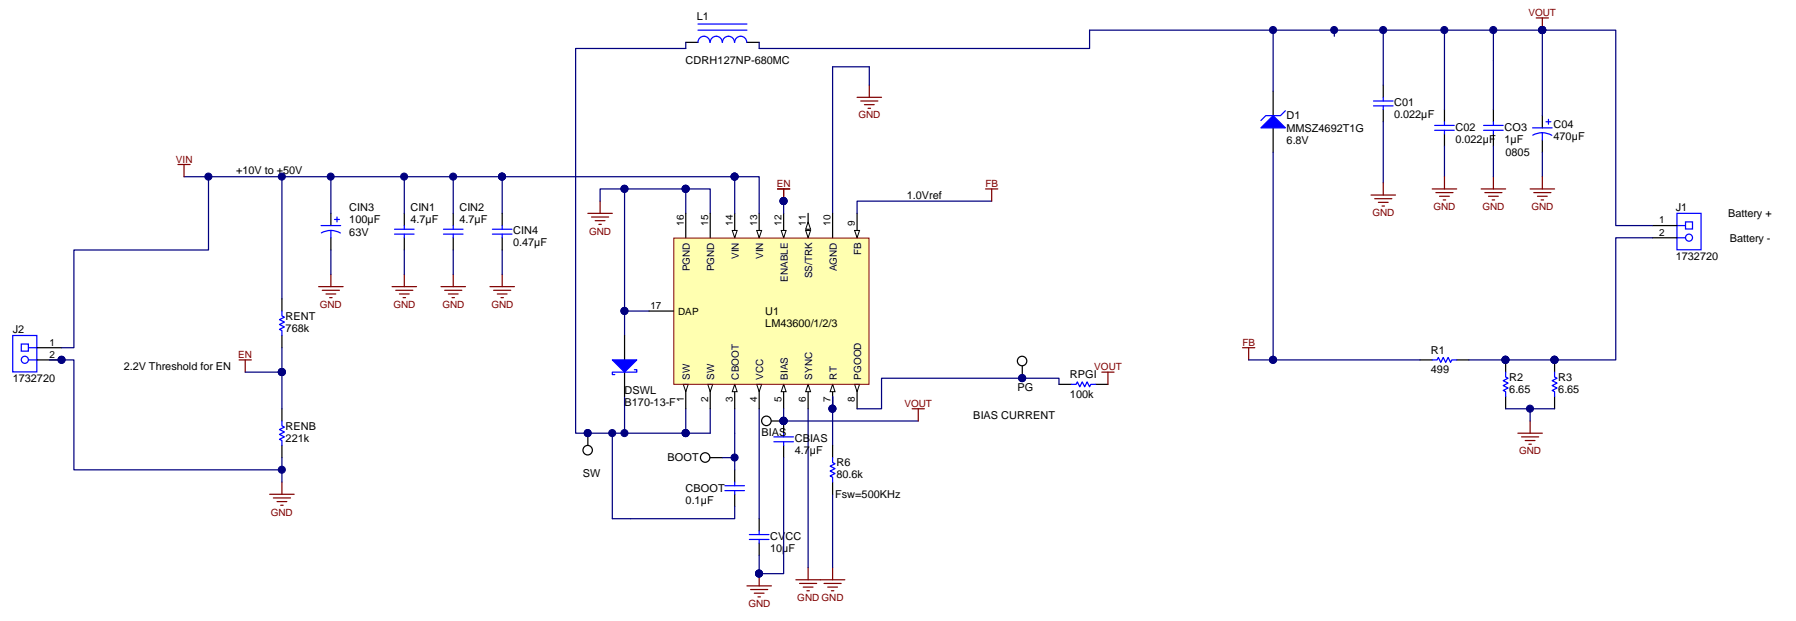 L1
CDRH127NP-680MC
GND
VOUT
D1
MMSZ4692T1G
6.8V
C01
0.022µF
C02
0.022µF
CO3
1µF
0805
C04
470µF
GND
GND
GND
GND
J1
1
2
1732720
Battery +
Battery -
VIN
+10V to +50V
CIN3
100µF
63V
CIN1
4.7µF
CIN2
4.7µF
CIN4
0.47µF
GND
GND
GND
GND
RENT
768k
J2
1
2
1732720
2.2V Threshold for EN
EN
RENB
221k
GND
GND
EN
1.0Vref
FB
16
15
14
13
12
11
10
9
PGND
PGND
VIN
VIN
ENABLE
SS/TRK
AGND
FB
17
DAP
U1
LM43600/1/2/3
SW
SW
CBOOT
VCC
BIAS
SYNC
RT
PGOOD
1
2
3
4
5
6
7
8
DSWL
B170-13-F
SW
BOOT
CBOOT
0.1µF
BIAS
CBIAS
4.7µF
VOUT
R6
80.6k
Fsw=500KHz
CVCC
10µF
GND
GND
GND
PG
RPGI
100k
VOUT
BIAS CURRENT
FB
R1
499
R2
6.65
R3
6.65
GND